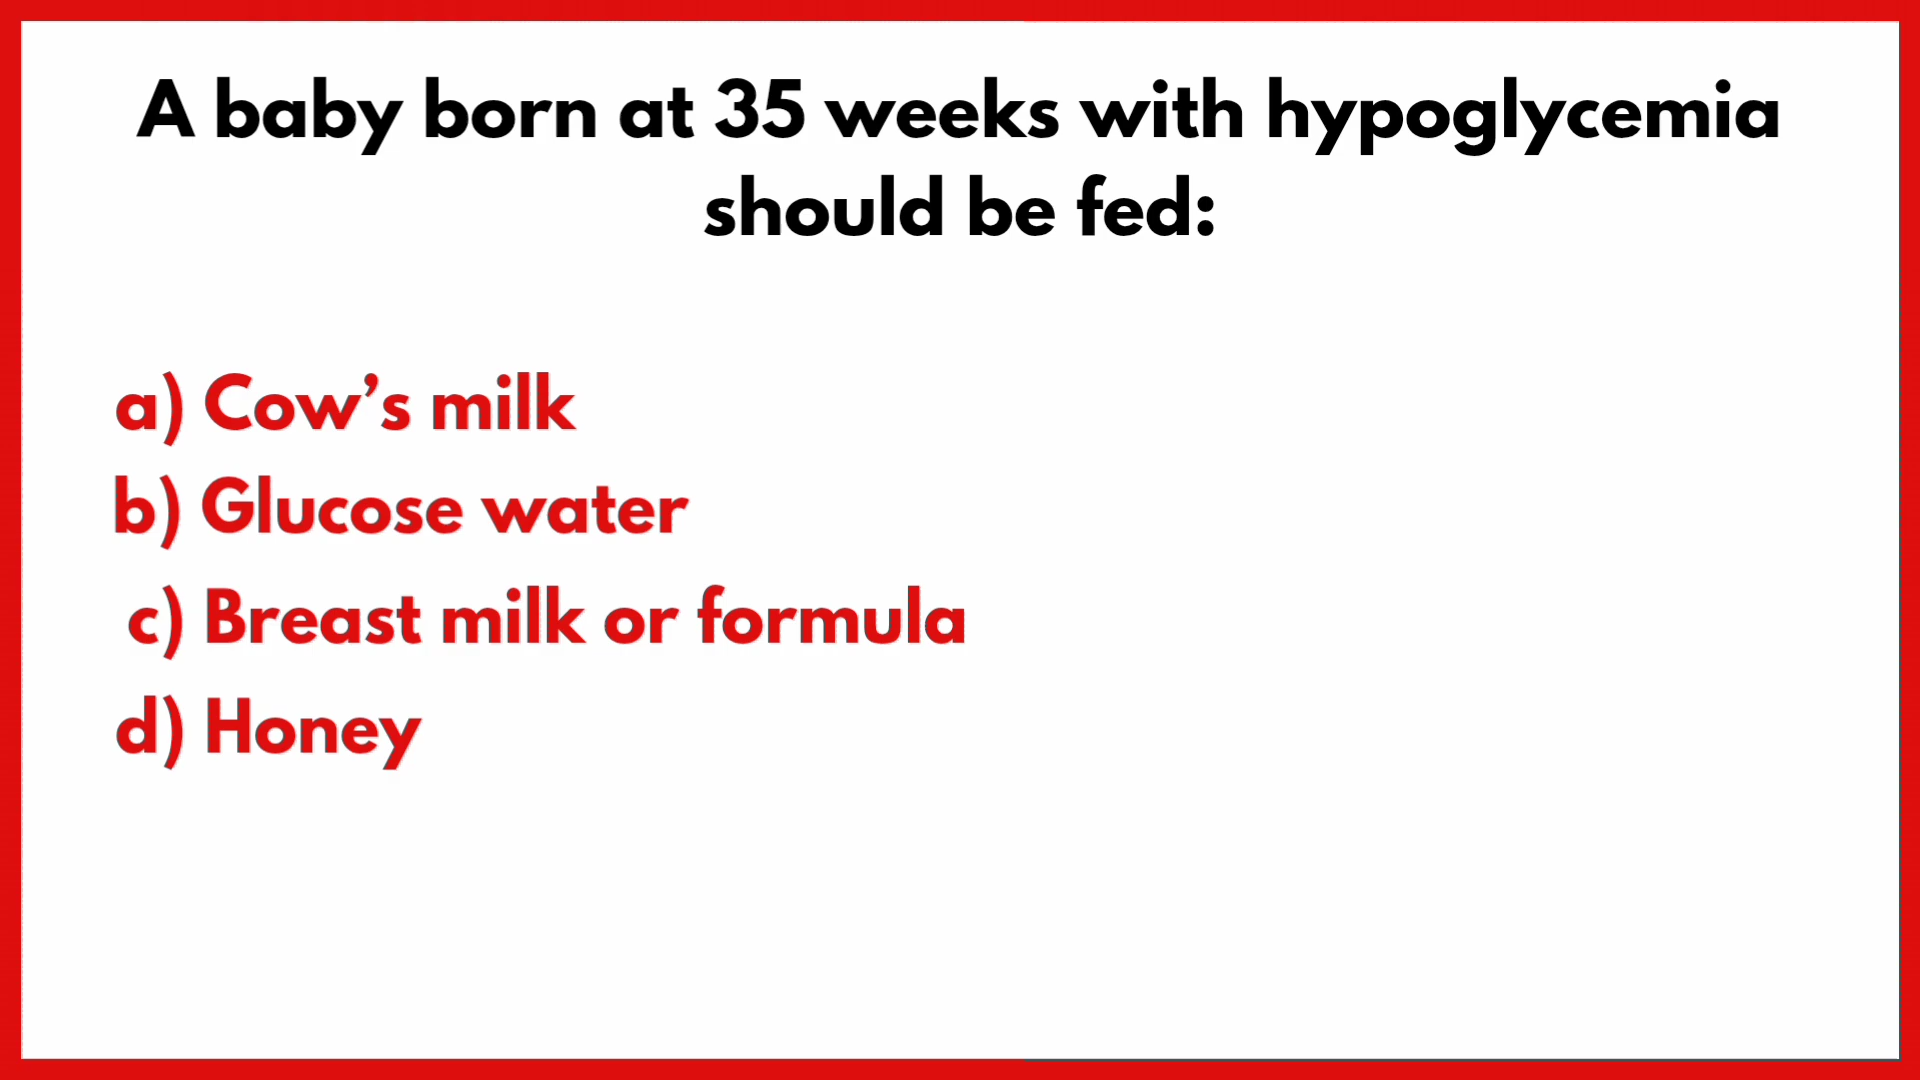 A baby born at 35 weeks with hypoglycemia
should be fed:
a) Cow’s milk
b) Glucose water
c) Breast milk or formula
d) Honey